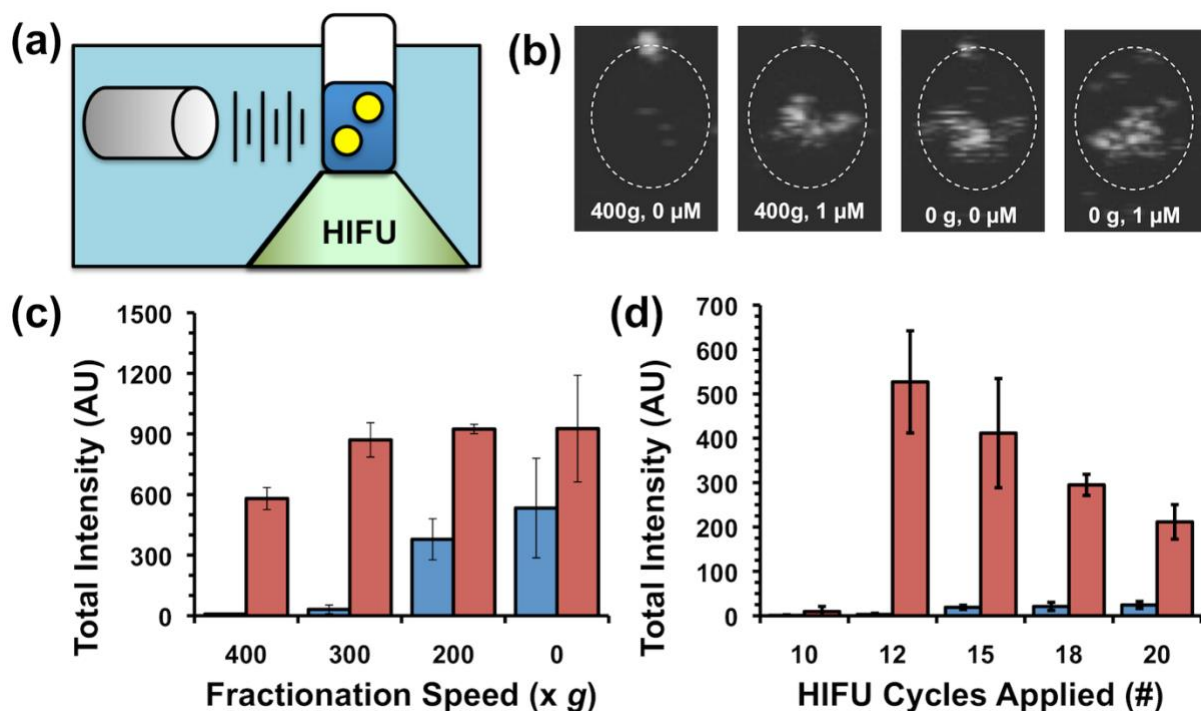 (a)
HIFU
(b)
400g, 0 µM
400g, 1 µM
0 g, 0 µM
0 g, 1 µM
(c)
Total Intensity (AU)
1500
1200
900
600
300
0
400 300 200 0
Fractionation Speed (x g)
(d)
Total Intensity (AU)
700
600
500
400
300
200
100
0
10 12 15 18 20
HIFU Cycles Applied (#)